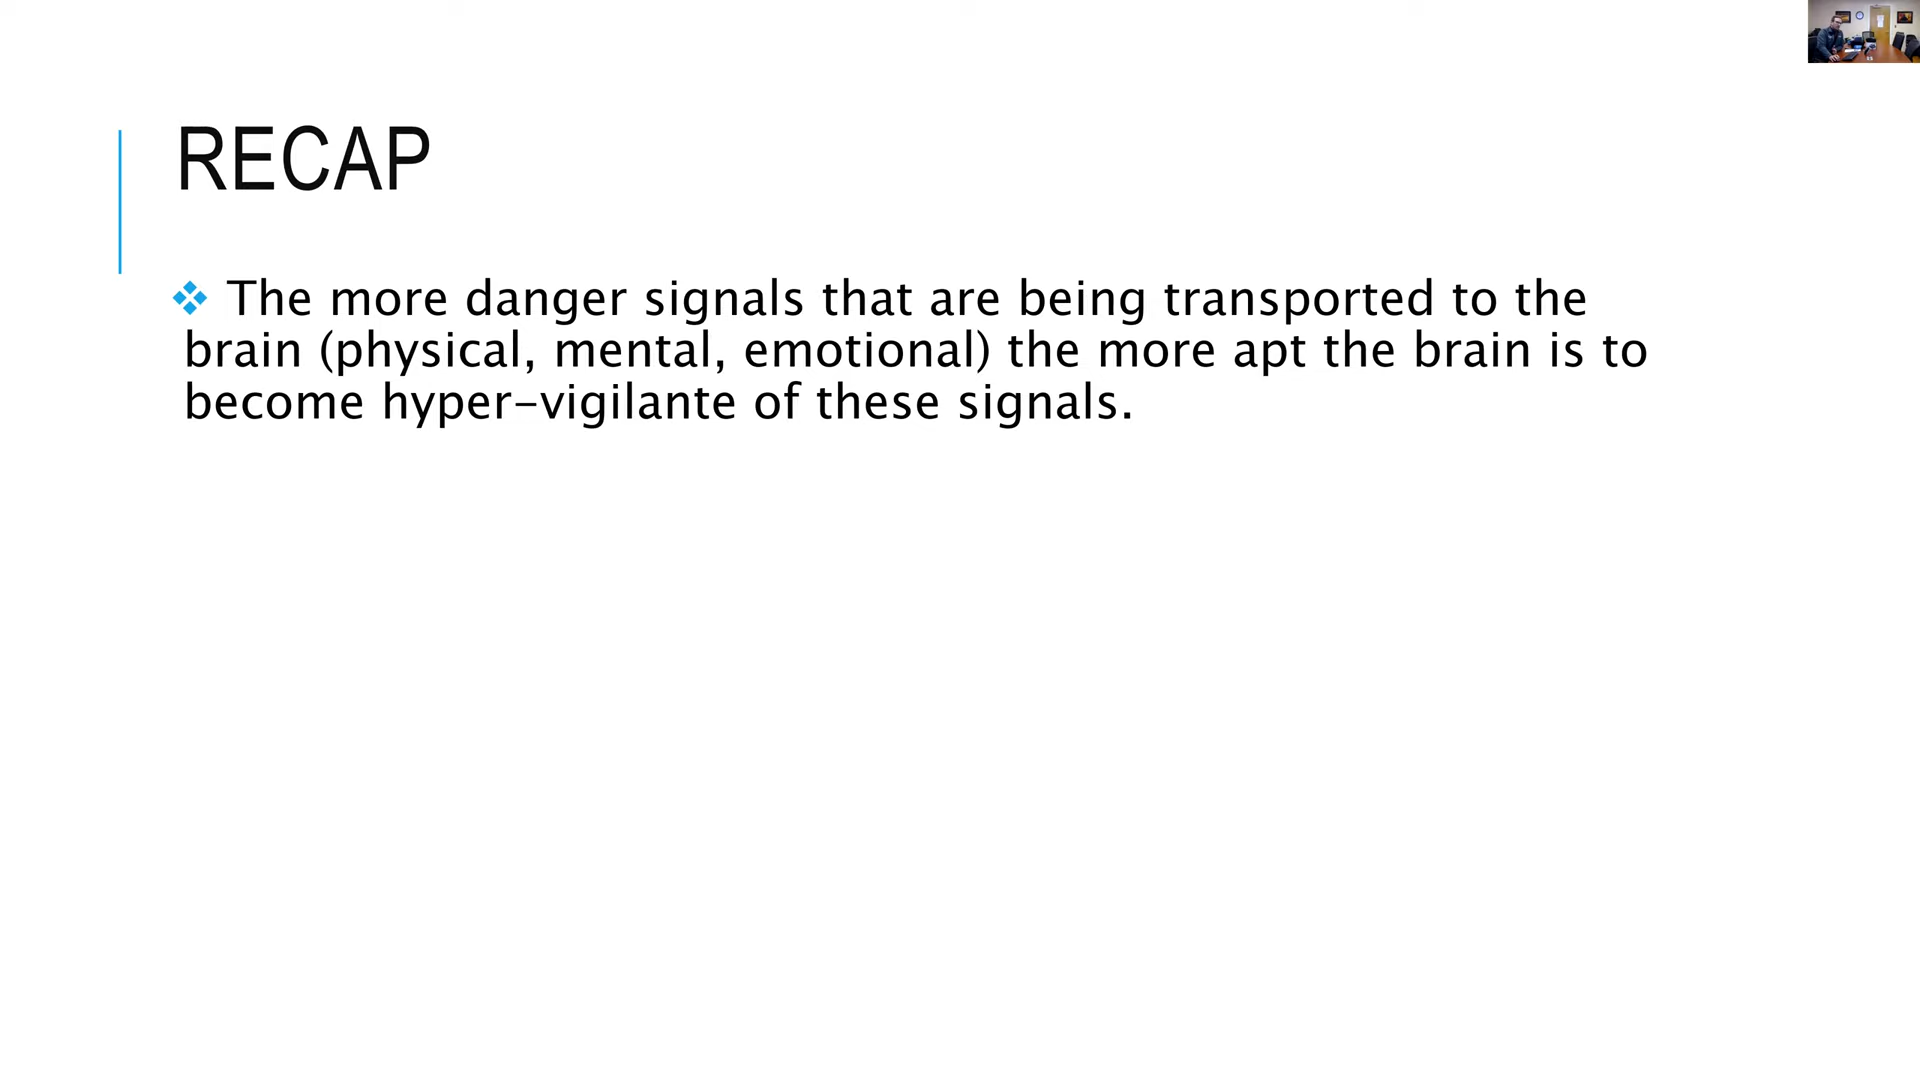 RECAP
❖ The more danger signals that are being transported to the
brain (physical, mental, emotional) the more apt the brain is to
become hyper-vigilante of these signals.